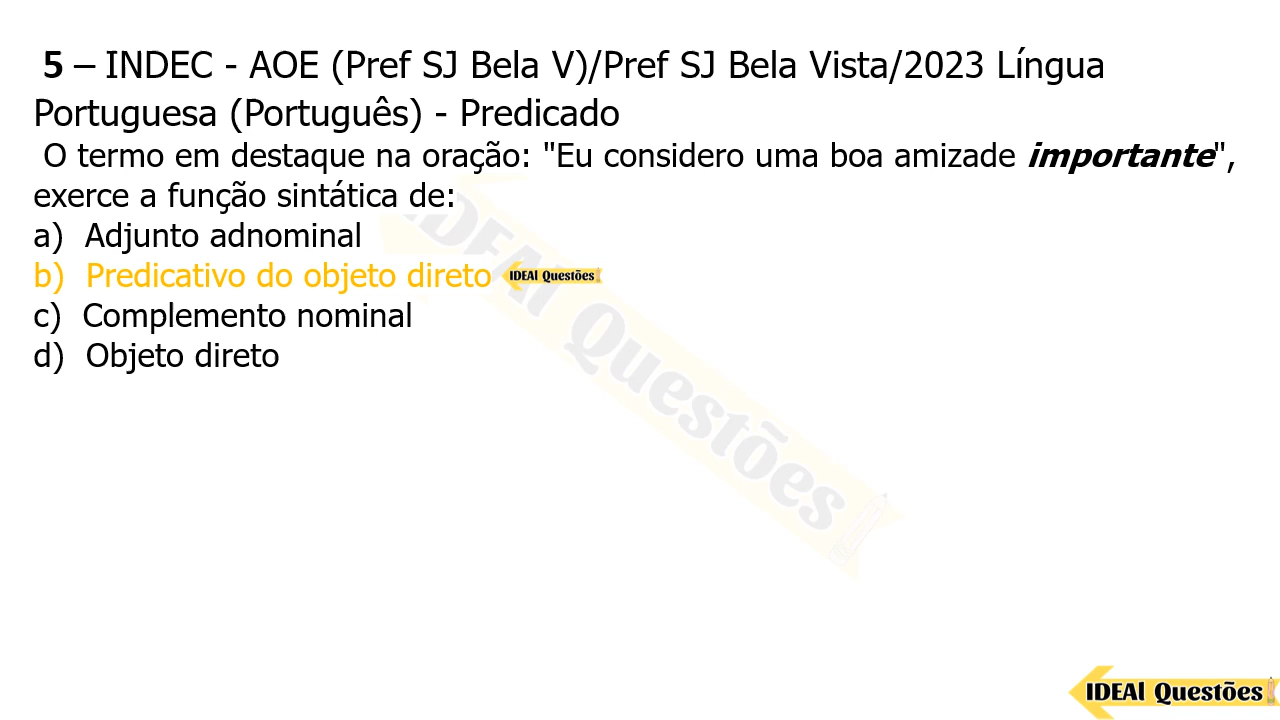 5 – INDEC - AOE (Pref SJ Bela V)/Pref SJ Bela Vista/2023 Língua
Portuguesa (Português) - Predicado
O termo em destaque na oração: "Eu considero uma boa amizade importante",
exerce a função sintática de:
a) Adjunto adnominal
b) Predicativo do objeto direto IDEAl Questões
c) Complemento nominal
d) Objeto direto
IDEAl Questões
IDEAl Questões